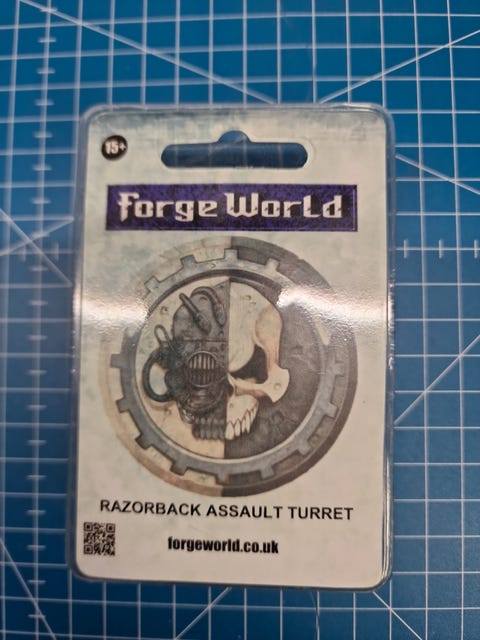 15+
Forge World
RAZORBACK ASSAULT TURRET
forgeworld.co.uk